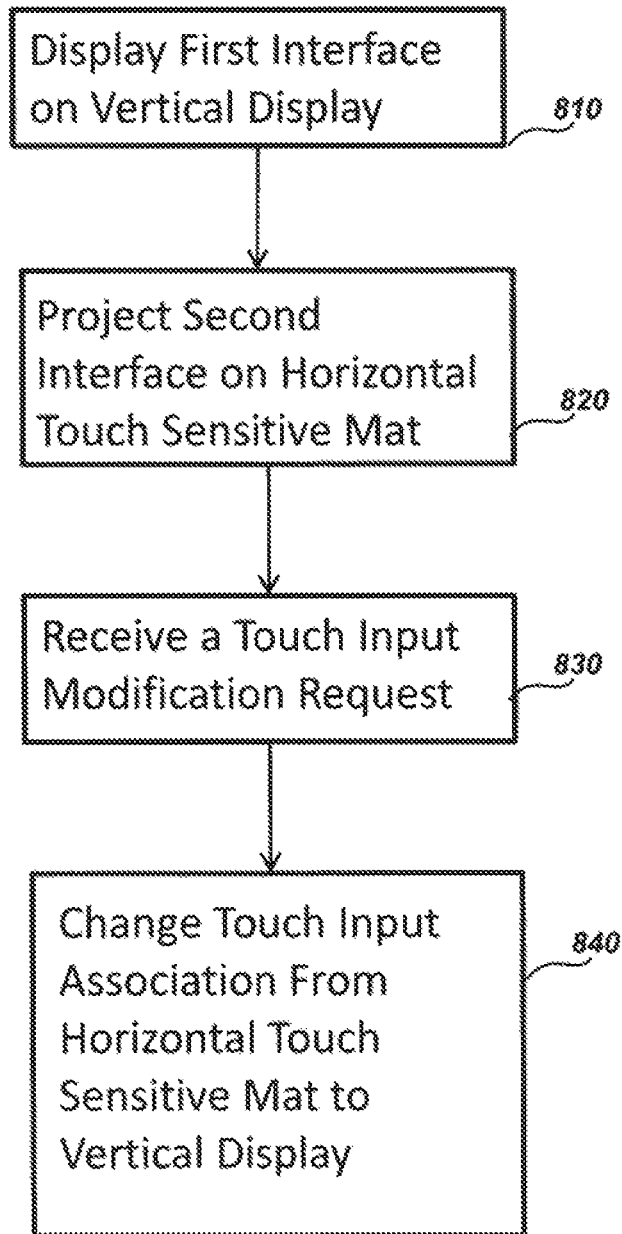 Display First Interface
on Vertical Display
810
Project Second
Interface on Horizontal
Touch Sensitive Mat
820
Receive a Touch Input
Modification Request
830
Change Touch Input
Association From
Horizontal Touch
Sensitive Mat to
Vertical Display
840